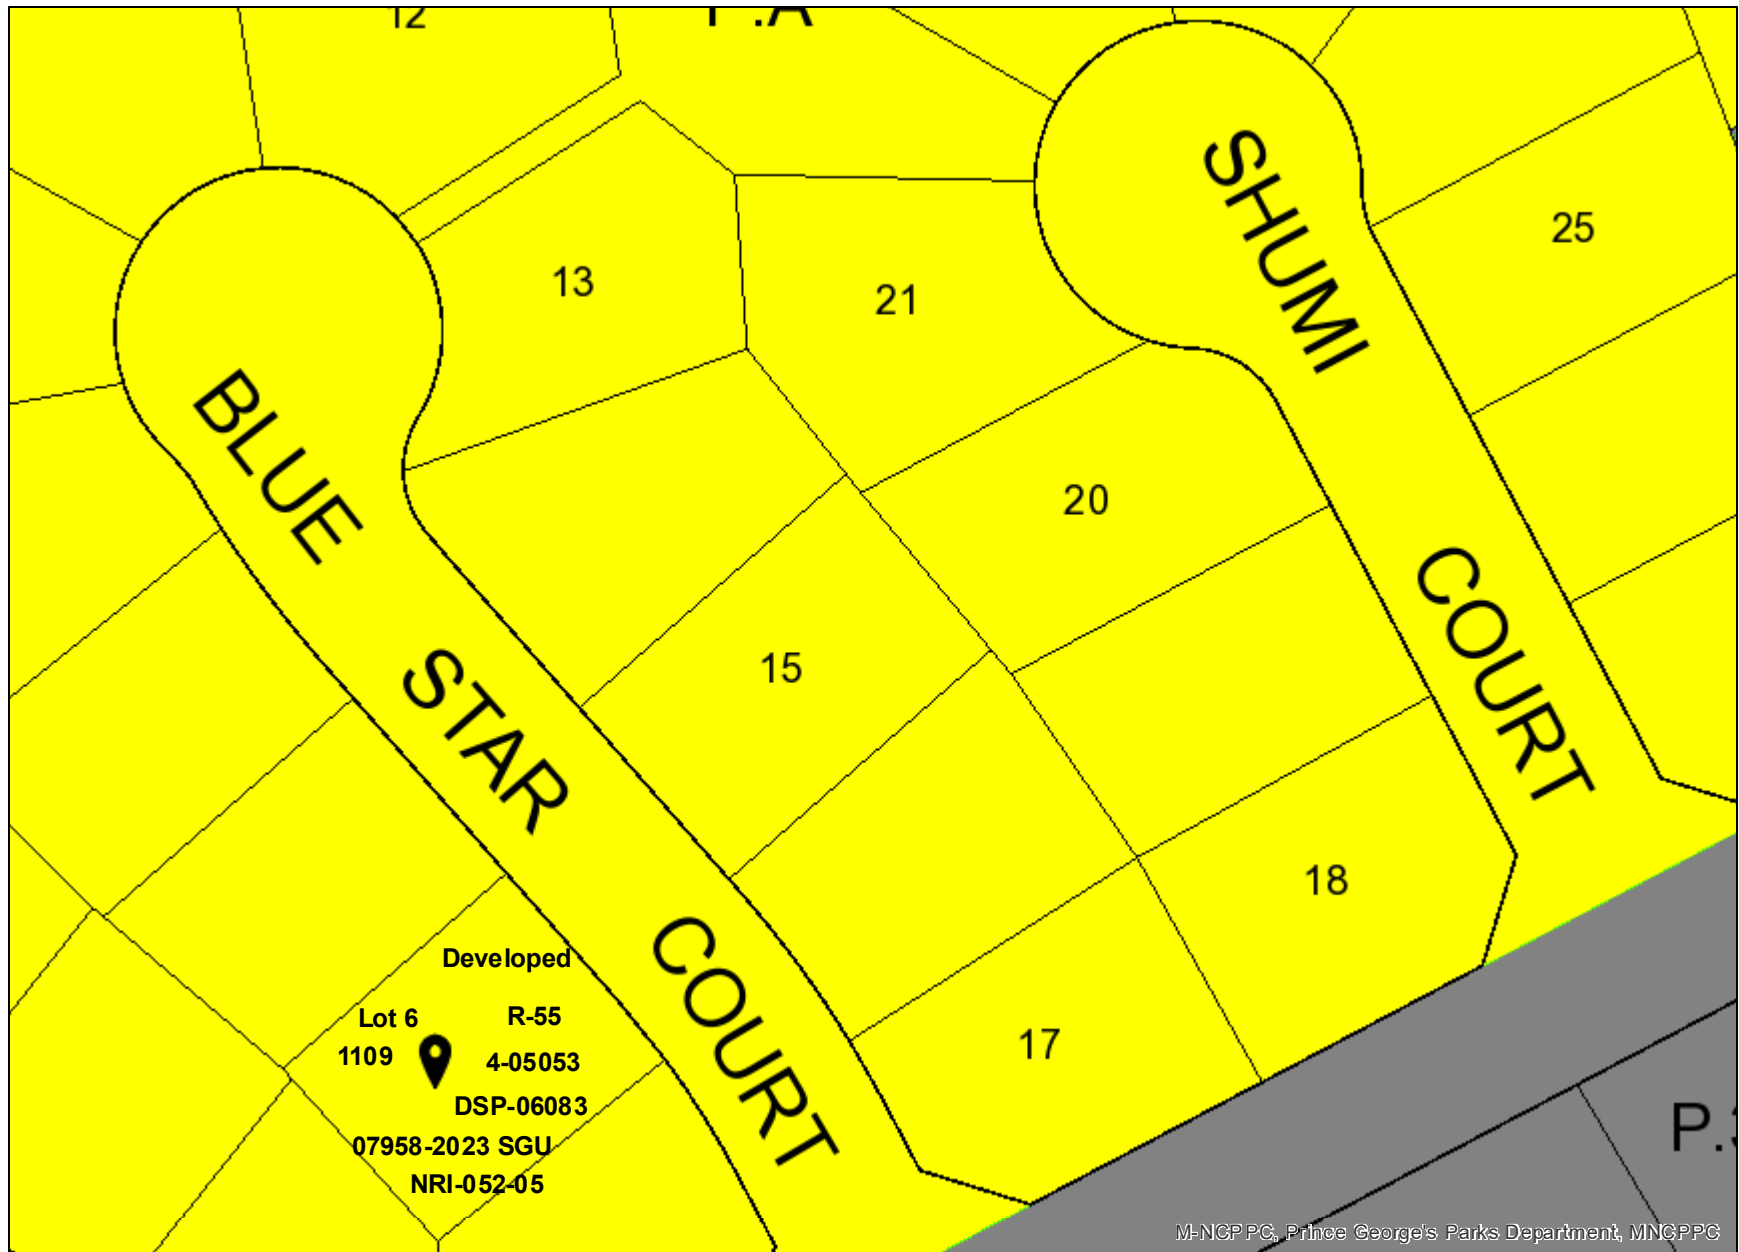 12
13
21
25
SHUMI
COURT
BLUE
STAR
COURT
20
15
18
17
Developed
Lot 6
R-55
1109
4-05053
DSP-06083
07958-2023 SGU
NRI-052-05
M-NCPPC, Prince George's Parks Department, MNCPPC